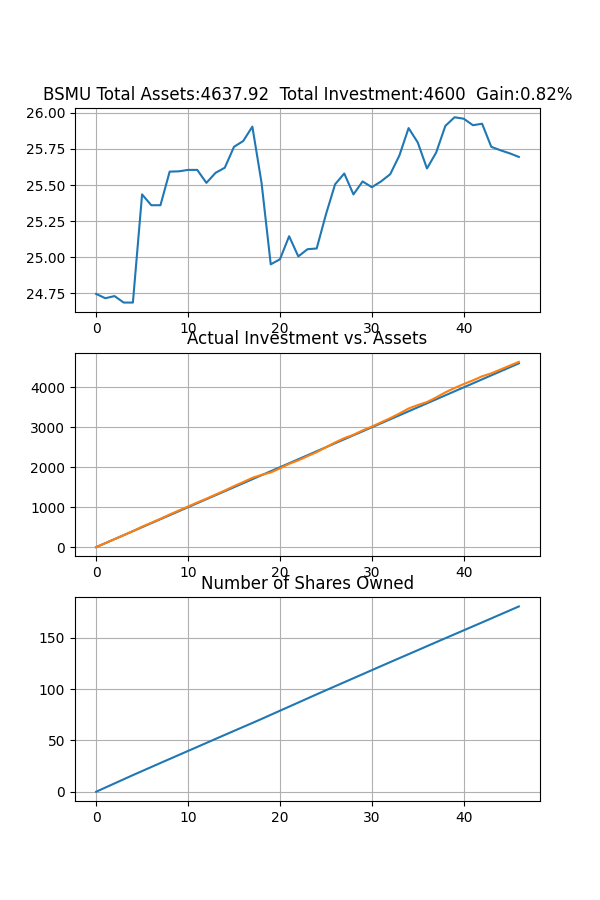 BSMU Total Assets:4637.92  Total Investment:4600  Gain:0.82%
26.00
25.75
25.50
25.25
25.00
24.75
0 10 20 30 40
Actual Investment vs. Assets
4000
3000
2000
1000
0
0 10 20 30 40
Number of Shares Owned
150
100
50
0
0 10 20 30 40